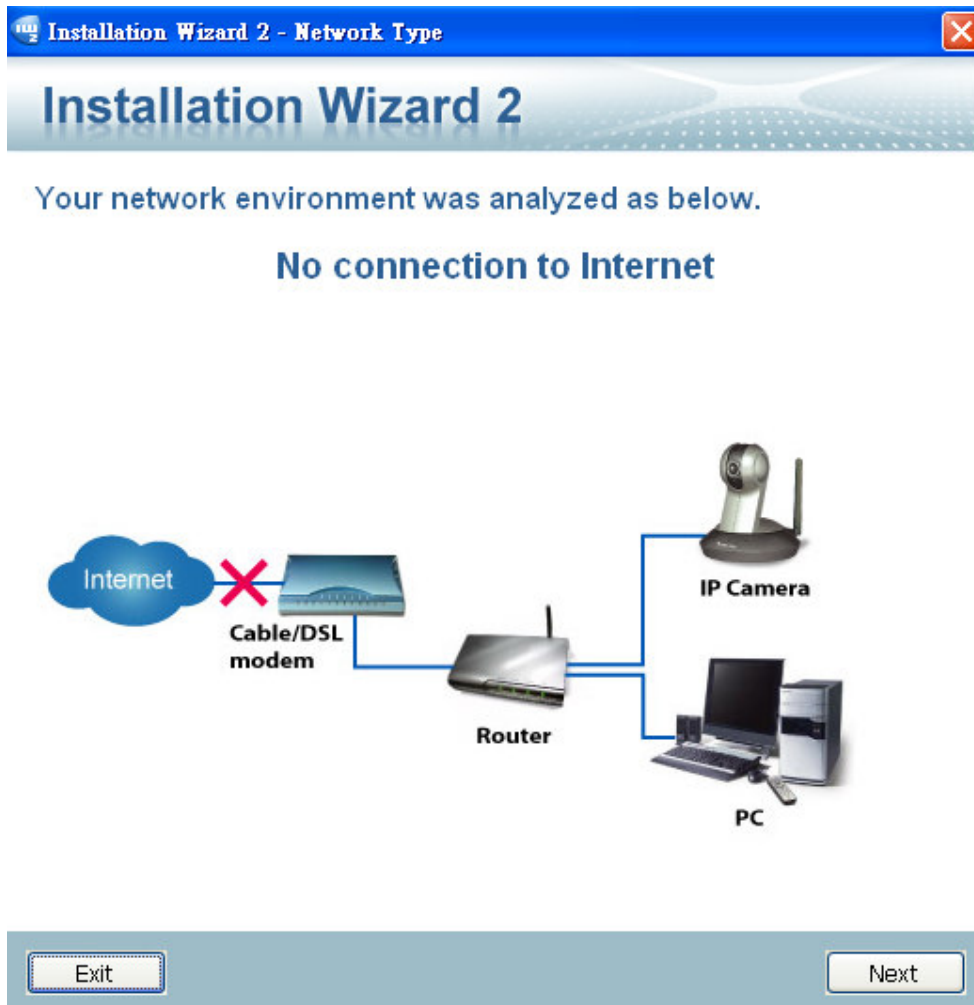 Installation Wizard 2 - Network Type
Installation Wizard 2
Your network environment was analyzed as below.
No connection to Internet
Internet
Cable/DSL
modem
Router
IP Camera
PC
Exit
Next